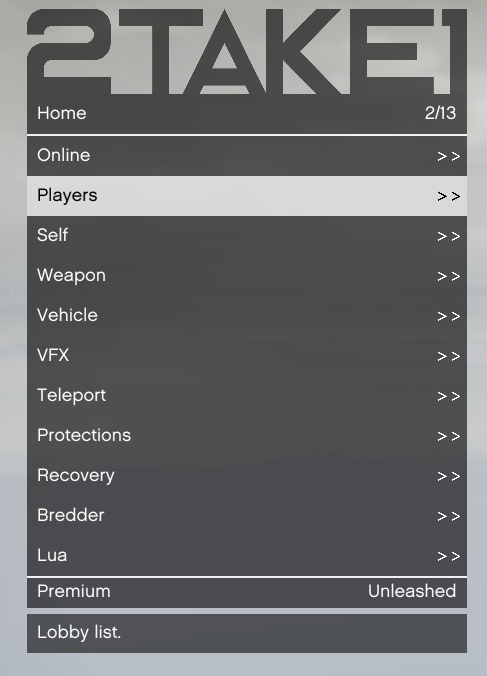 2TAKE1
Home 2/13
Online >>
Players >>
Self >>
Weapon >>
Vehicle >>
VFX >>
Teleport >>
Protections >>
Recovery >>
Bredder >>
Lua >>
Premium Unleashed
Lobby list.